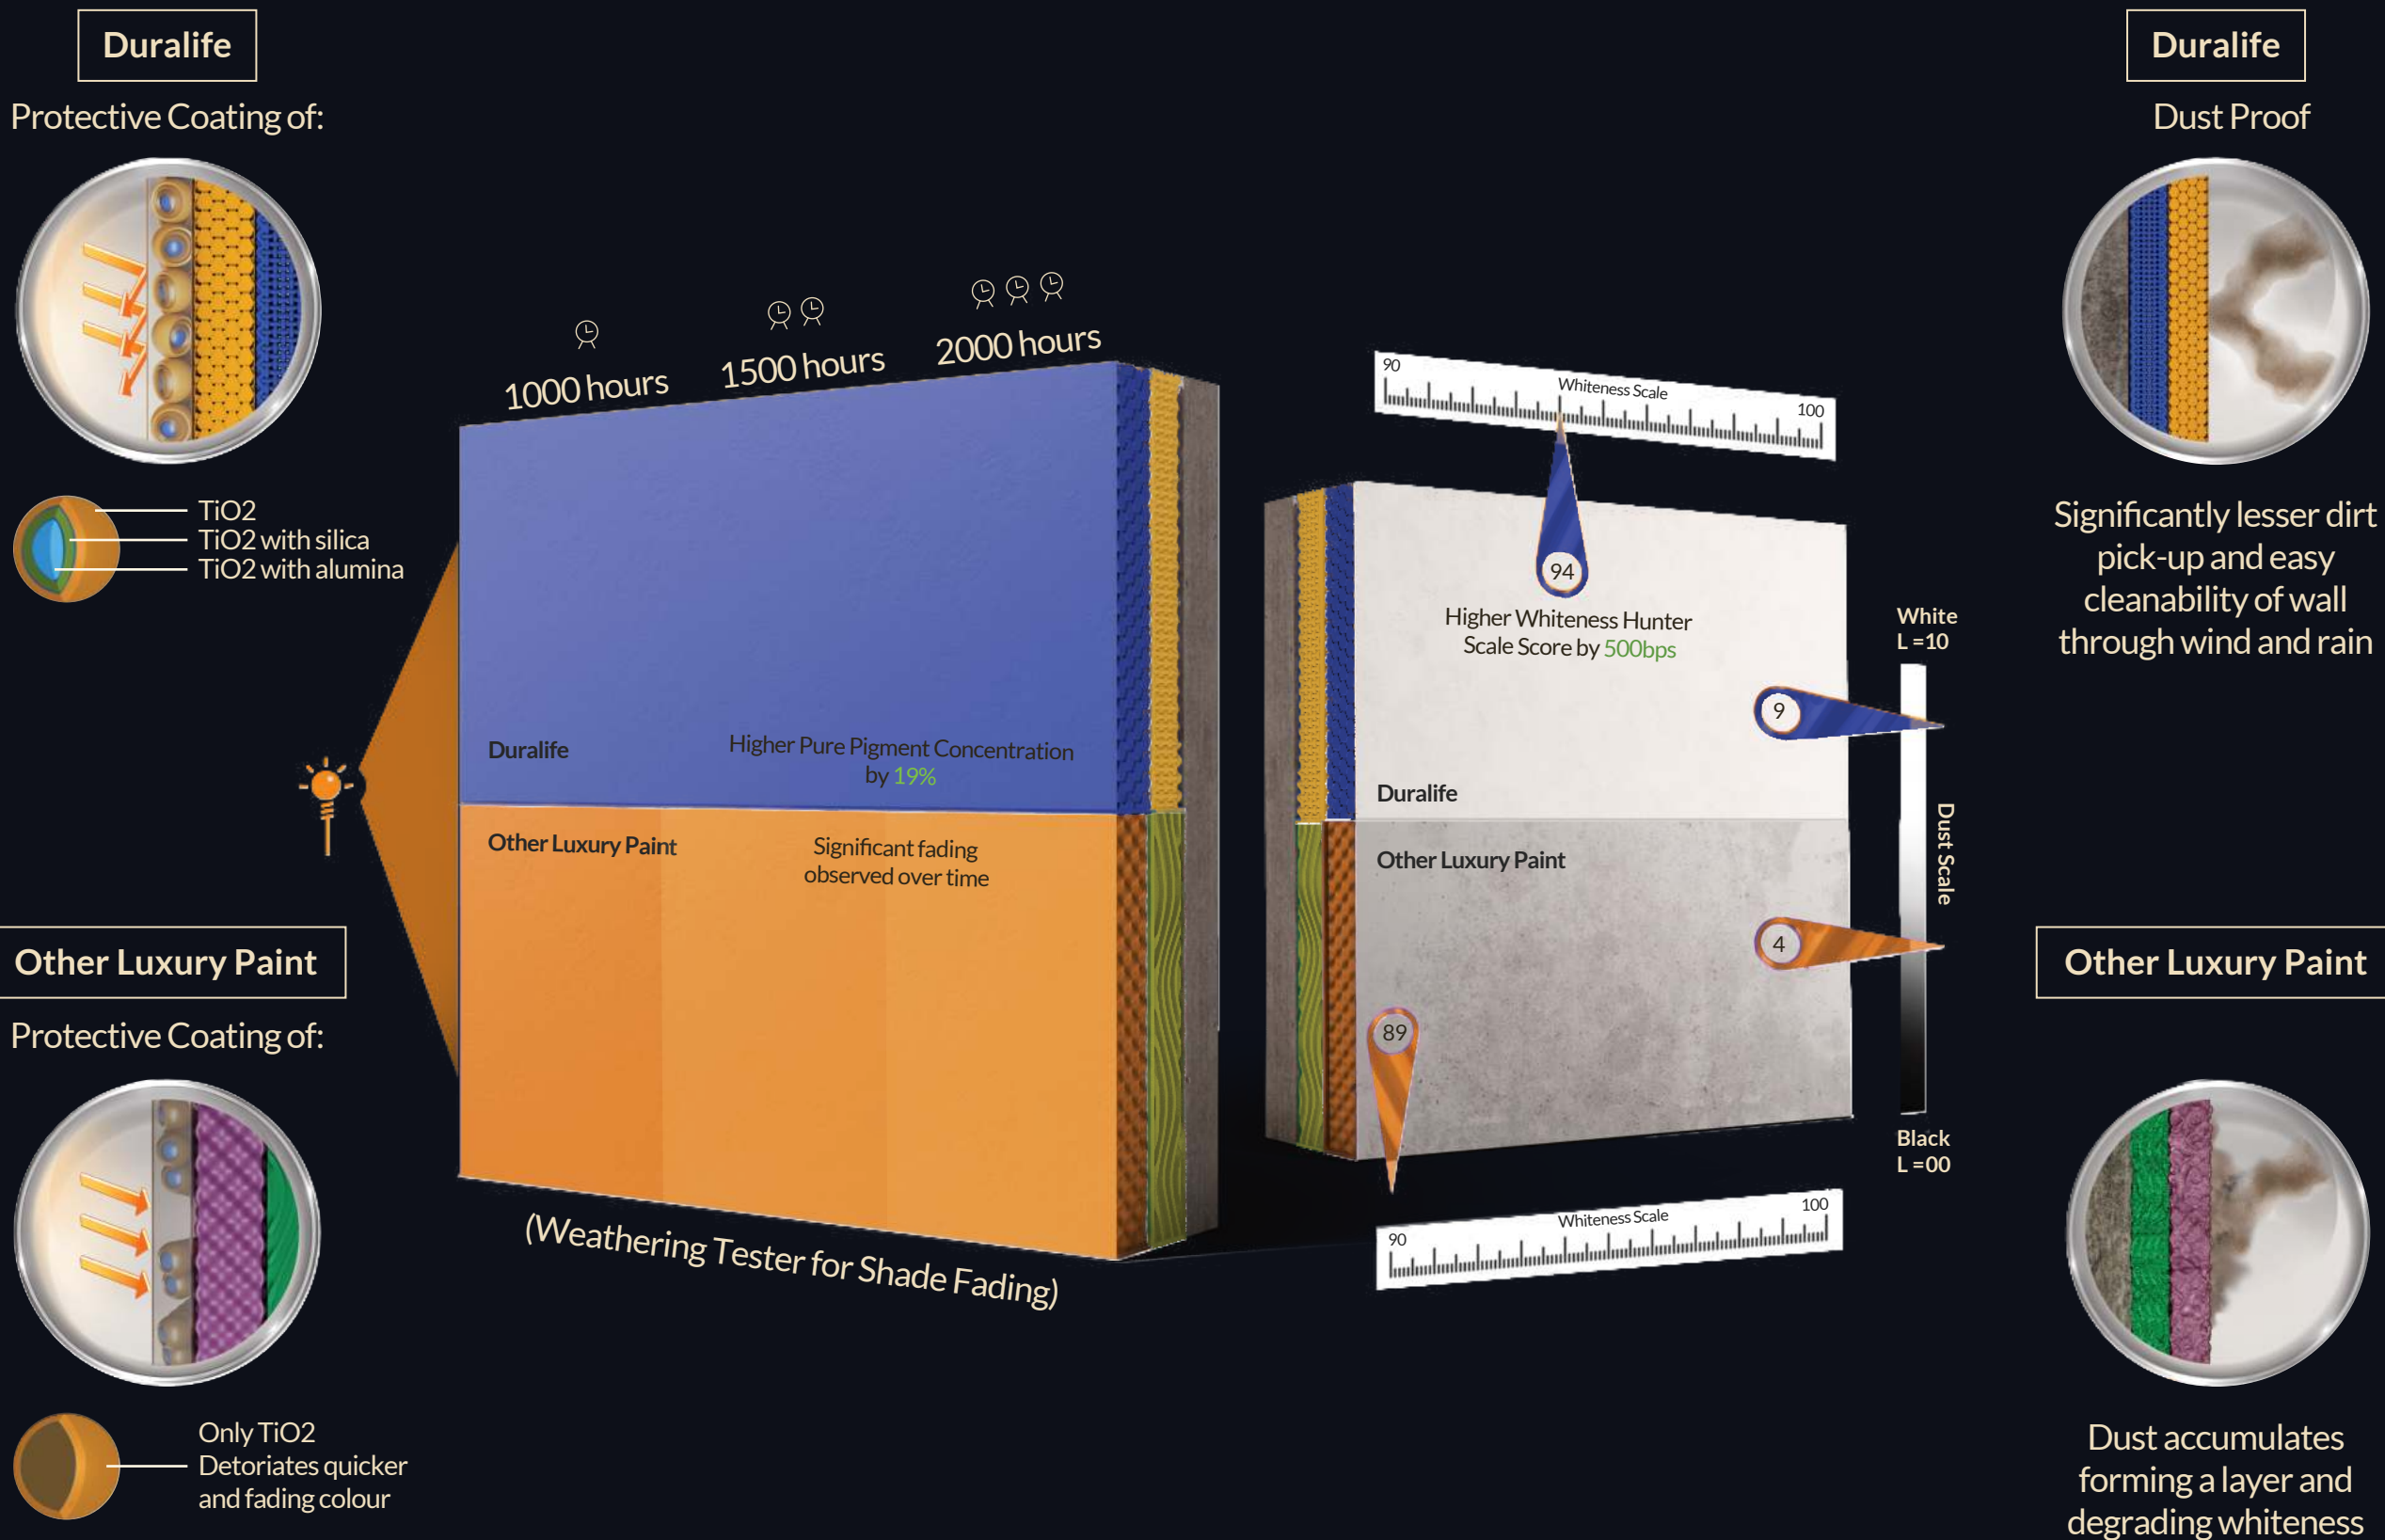 Duralife
Protective Coating of:
TiO2
TiO2 with silica
TiO2 with alumina
Other Luxury Paint
Protective Coating of:
Only TiO2
Detoriates quicker
and fading colour
1000 hours
1500 hours
2000 hours
Duralife
Higher Pure Pigment Concentration
by 19%
Other Luxury Paint
Significant fading
observed over time
(Weathering Tester for Shade Fading)
90
Whiteness Scale
100
94
Higher Whiteness Hunter
Scale Score by 500bps
9
Duralife
Other Luxury Paint
4
89
90
Whiteness Scale
100
White
L =10
Dust Scale
Black
L =00
Duralife
Dust Proof
Significantly lesser dirt
pick-up and easy
cleanability of wall
through wind and rain
Other Luxury Paint
Dust accumulates
forming a layer and
degrading whiteness